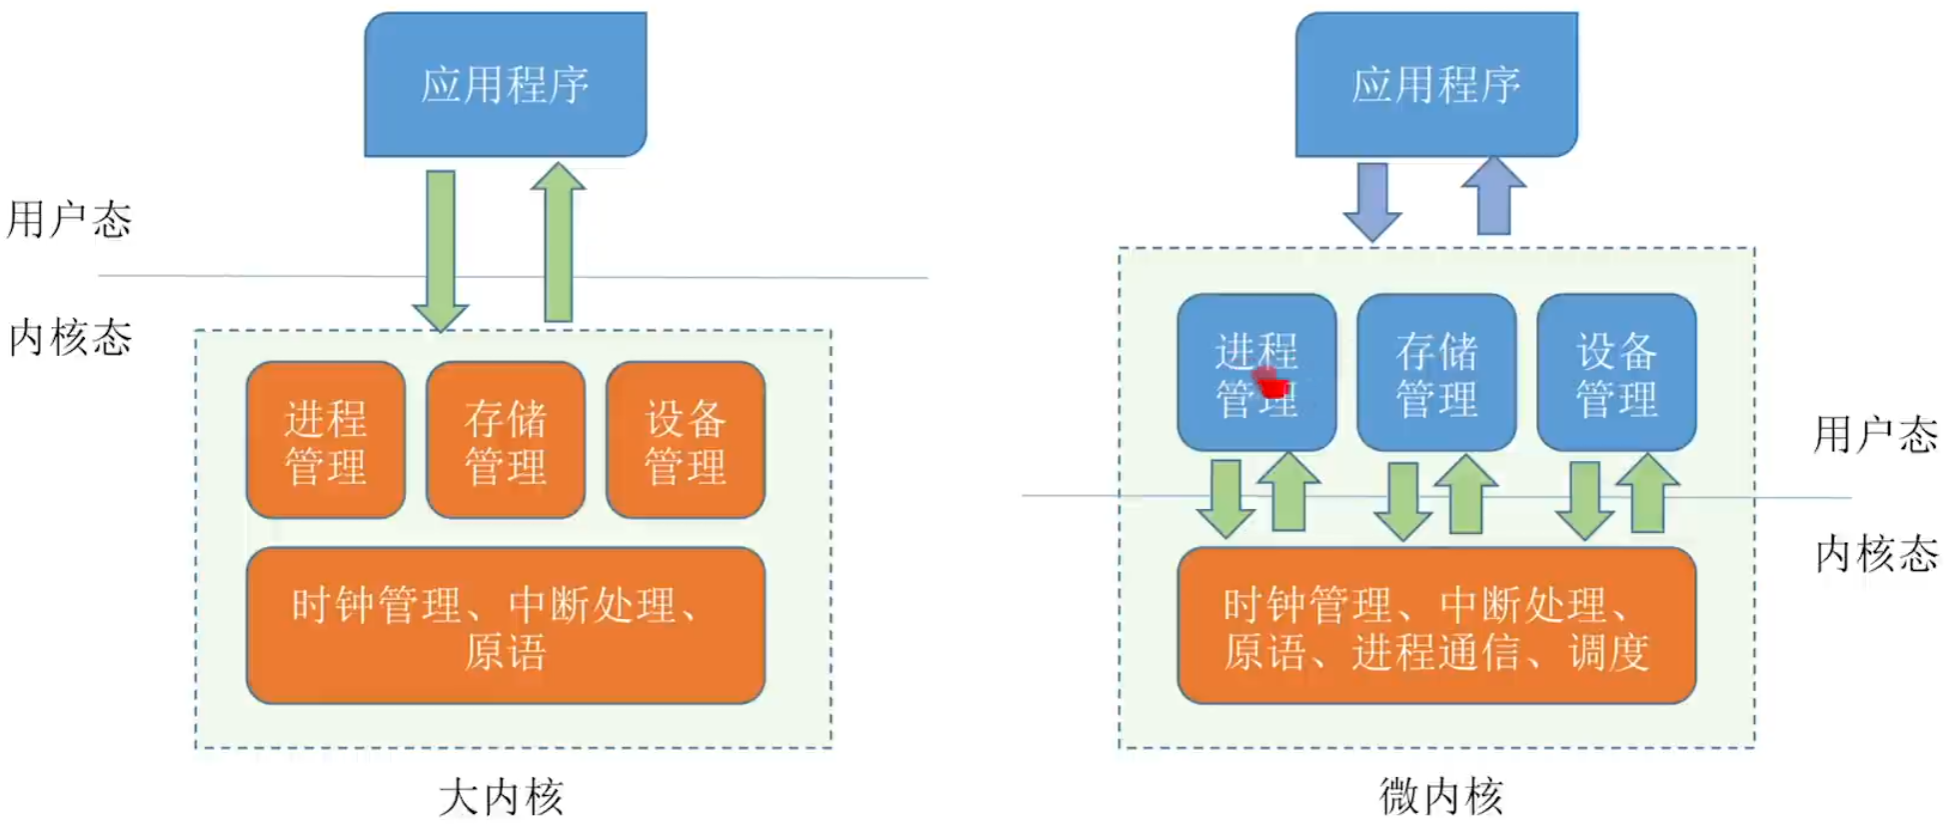 应用程序
用户态
内核态
进程
管理
存储
管理
设备
管理
时钟管理、中断处理、
原语
大内核
应用程序
进程
管理
存储
管理
设备
管理
用户态
内核态
时钟管理、中断处理、
原语、进程通信、调度
微内核